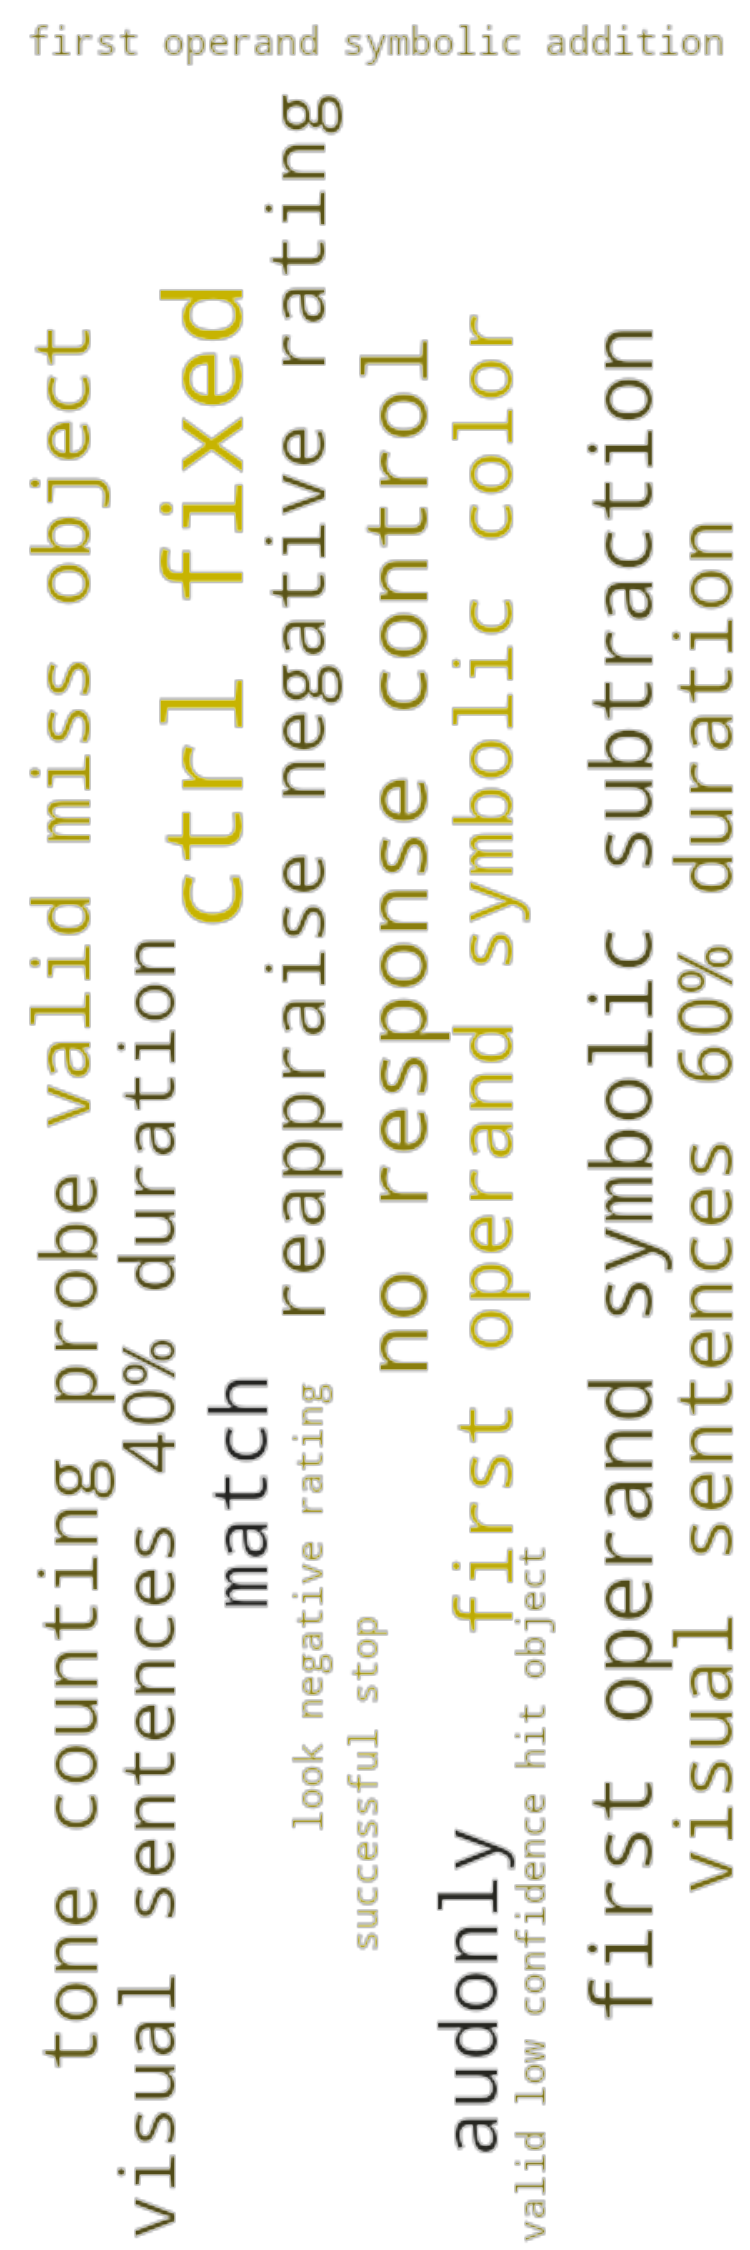 first operand symbolic addition
tone counting probe
valid miss object
visual sentences 40% duration
ctrl fixed
match
reappraise negative rating
look negative rating
successful stop
no response control
audonly
first operand symbolic color
valid low confidence hit object
first operand symbolic subtraction
visual sentences 60% duration